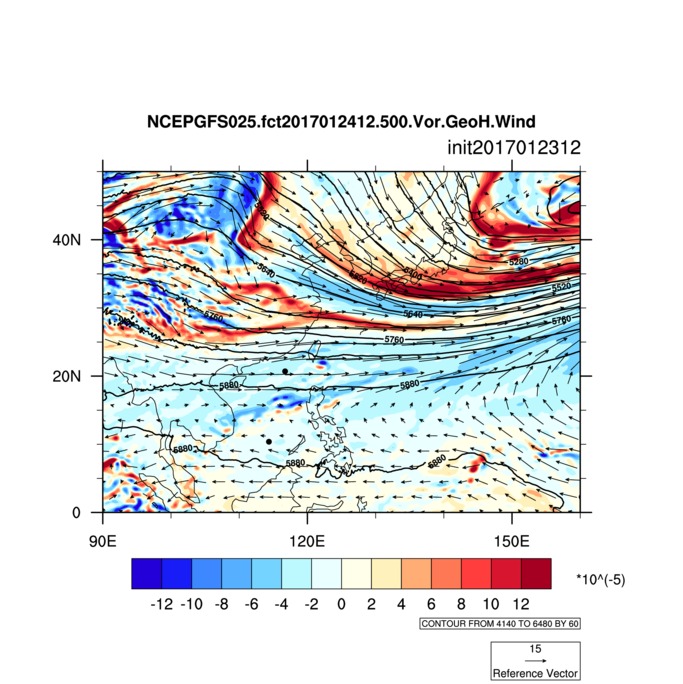 NCEPGFS025.fct2017012412.500.Vor.GeoH.Wind
init2017012312
40N
20N
0
5640
5280
5520
5640
5760
5760
5760
5880
5880
5880
5880
5880
90E 120E 150E
-12 -10 -8 -6 -4 -2 0 2 4 6 8 10 12
*10^(-5)
CONTOUR FROM 4140 TO 6480 BY 60
15
Reference Vector